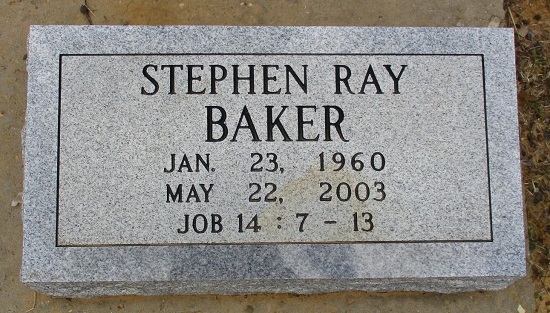 STEPHEN RAY
BAKER
JAN. 23, 1960
MAY 22, 2003
JOB 14 : 7 - 13